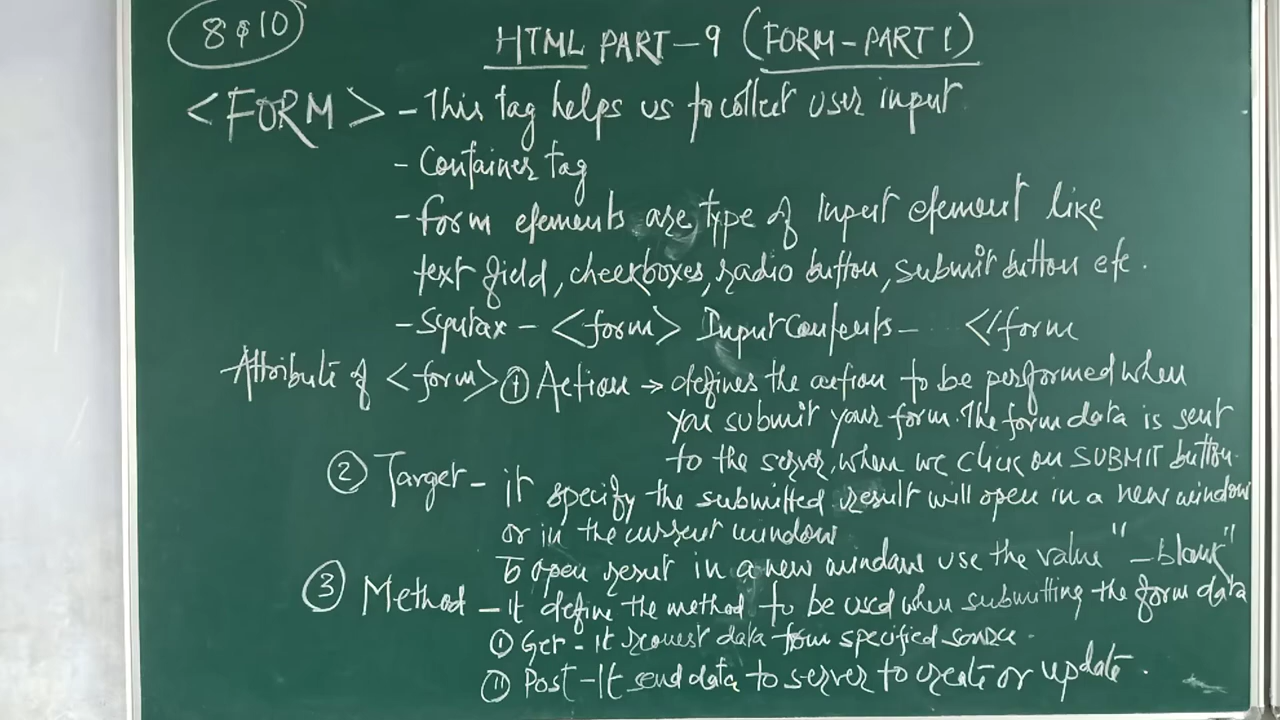 8 & 10
HTML PART-9 (FORM-PART 1)
<FORM> - This tag helps us to collect user input
- Container tag
- form elements are type of Input element like
text field, checkboxes, radio button, submit button etc.
- Syntax - <form> Input Contents - ... </form
Attribute of <form> ① Action → defines the action to be performed when
you submit your form. The form data is sent
to the server, when we click on SUBMIT button.
② Target - it specify the submitted result will open in a new window
or in the current window
To open result in a new window use the value "_blank"
③ Method - it define the method to be used when submitting the form data
(i) Get - it request data from specified source.
(ii) Post - It send data to server to create or update.